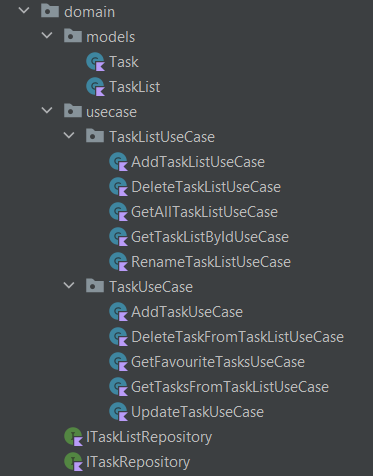 domain
models
Task
TaskList
usecase
TaskListUseCase
AddTaskListUseCase
DeleteTaskListUseCase
GetAllTaskListUseCase
GetTaskListByIdUseCase
RenameTaskListUseCase
TaskUseCase
AddTaskUseCase
DeleteTaskFromTaskListUseCase
GetFavouriteTasksUseCase
GetTasksFromTaskListUseCase
UpdateTaskUseCase
ITaskListRepository
ITaskRepository